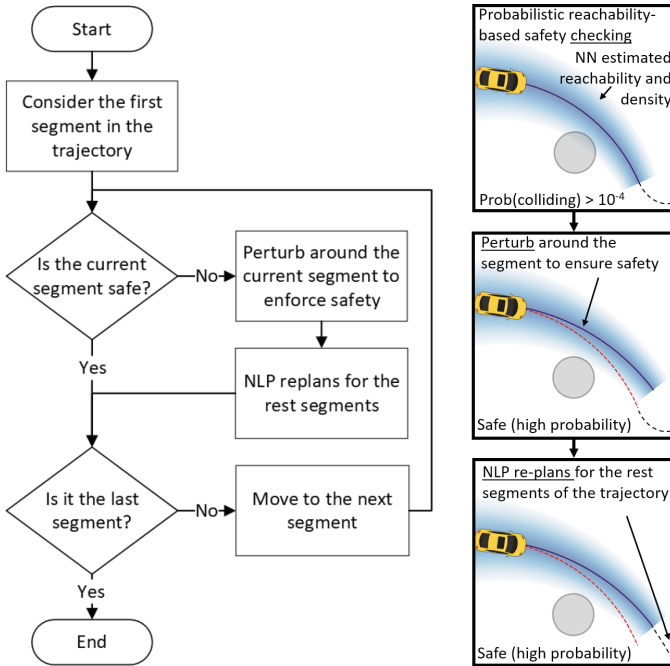 Start
Consider the first
segment in the
trajectory
Is the current
segment safe?
No
Perturb around the
current segment to
enforce safety
Yes
NLP replans for the
rest segments
Is it the last
segment?
No
Move to the next
segment
Yes
End
Probabilistic reachability-
based safety checking
NN estimated
reachability and
density
Prob(colliding) > 10⁻⁴
Perturb around the
segment to ensure safety
Safe (high probability)
NLP re-plans for the rest
segments of the trajectory
Safe (high probability)